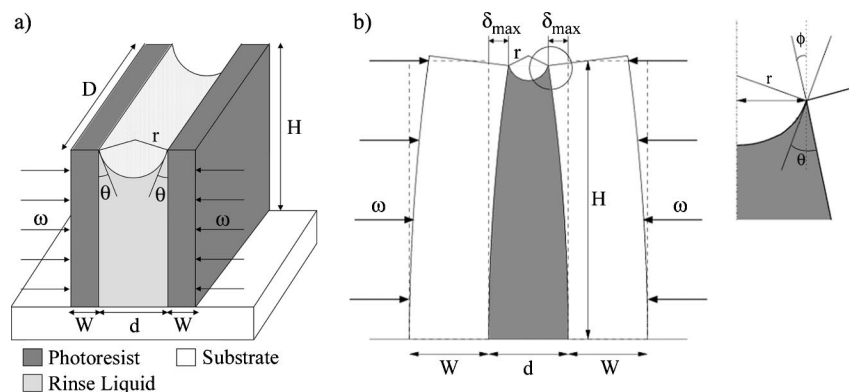 a)
D
H
r
θ
θ
ω
ω
W
d
W
Photoresist
Substrate
Rinse Liquid
b)
δmax
δmax
r
H
ω
ω
W
d
W
ϕ
r
θ